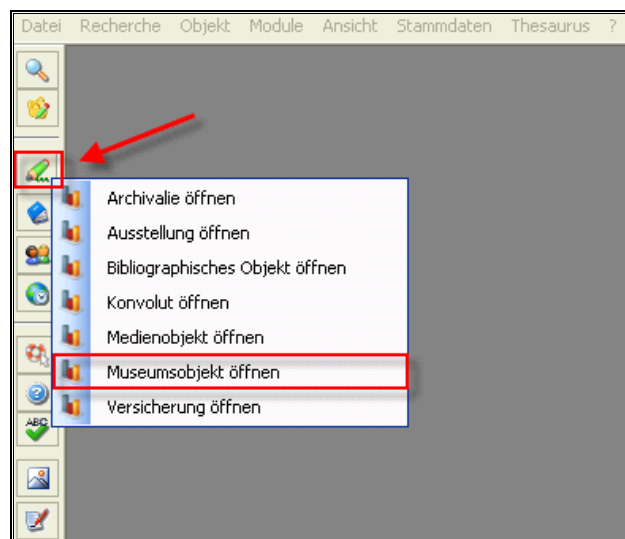 Datei Recherche Objekt Module Ansicht Stammdaten Thesaurus ?
Archivalie öffnen
Ausstellung öffnen
Bibliographisches Objekt öffnen
Konvolut öffnen
Medienobjekt öffnen
Museumsobjekt öffnen
Versicherung öffnen
ABC